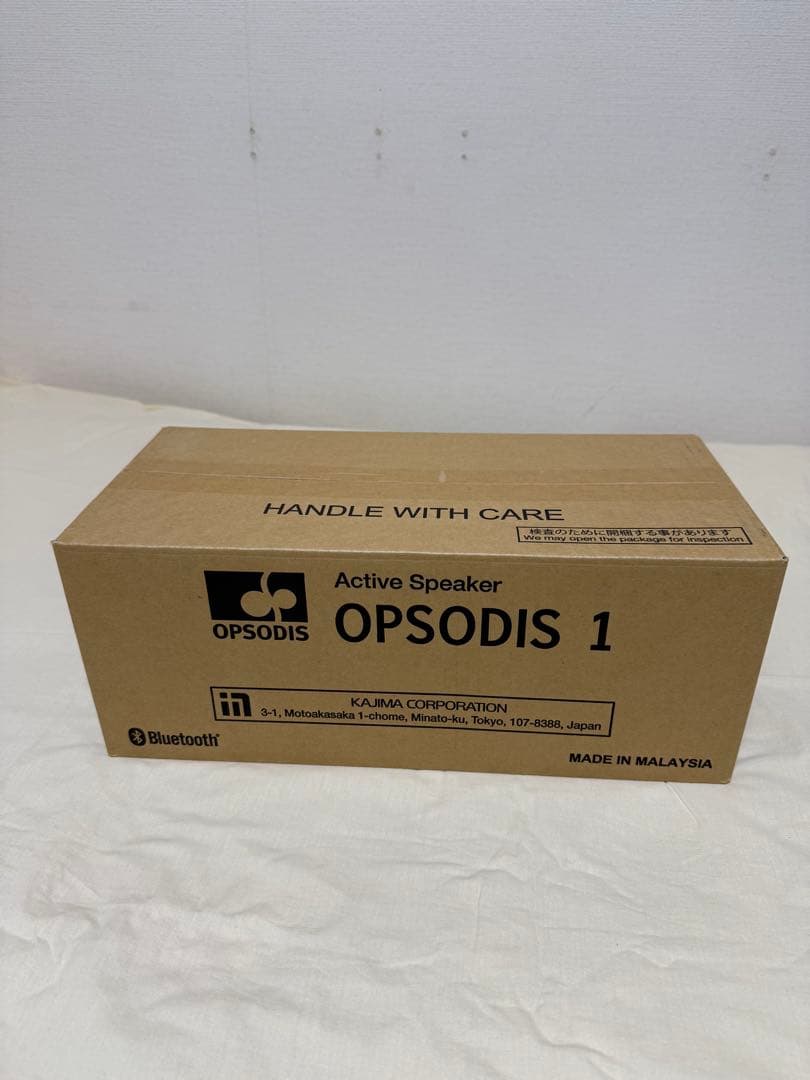 HANDLE WITH CARE
検査のために開梱する事があります
We may open the package for inspection
Active Speaker
OPSODIS 1
OPSODIS
KAJIMA CORPORATION
3-1, Motoakasaka 1-chome, Minato-ku, Tokyo, 107-8388, Japan
Bluetooth
MADE IN MALAYSIA